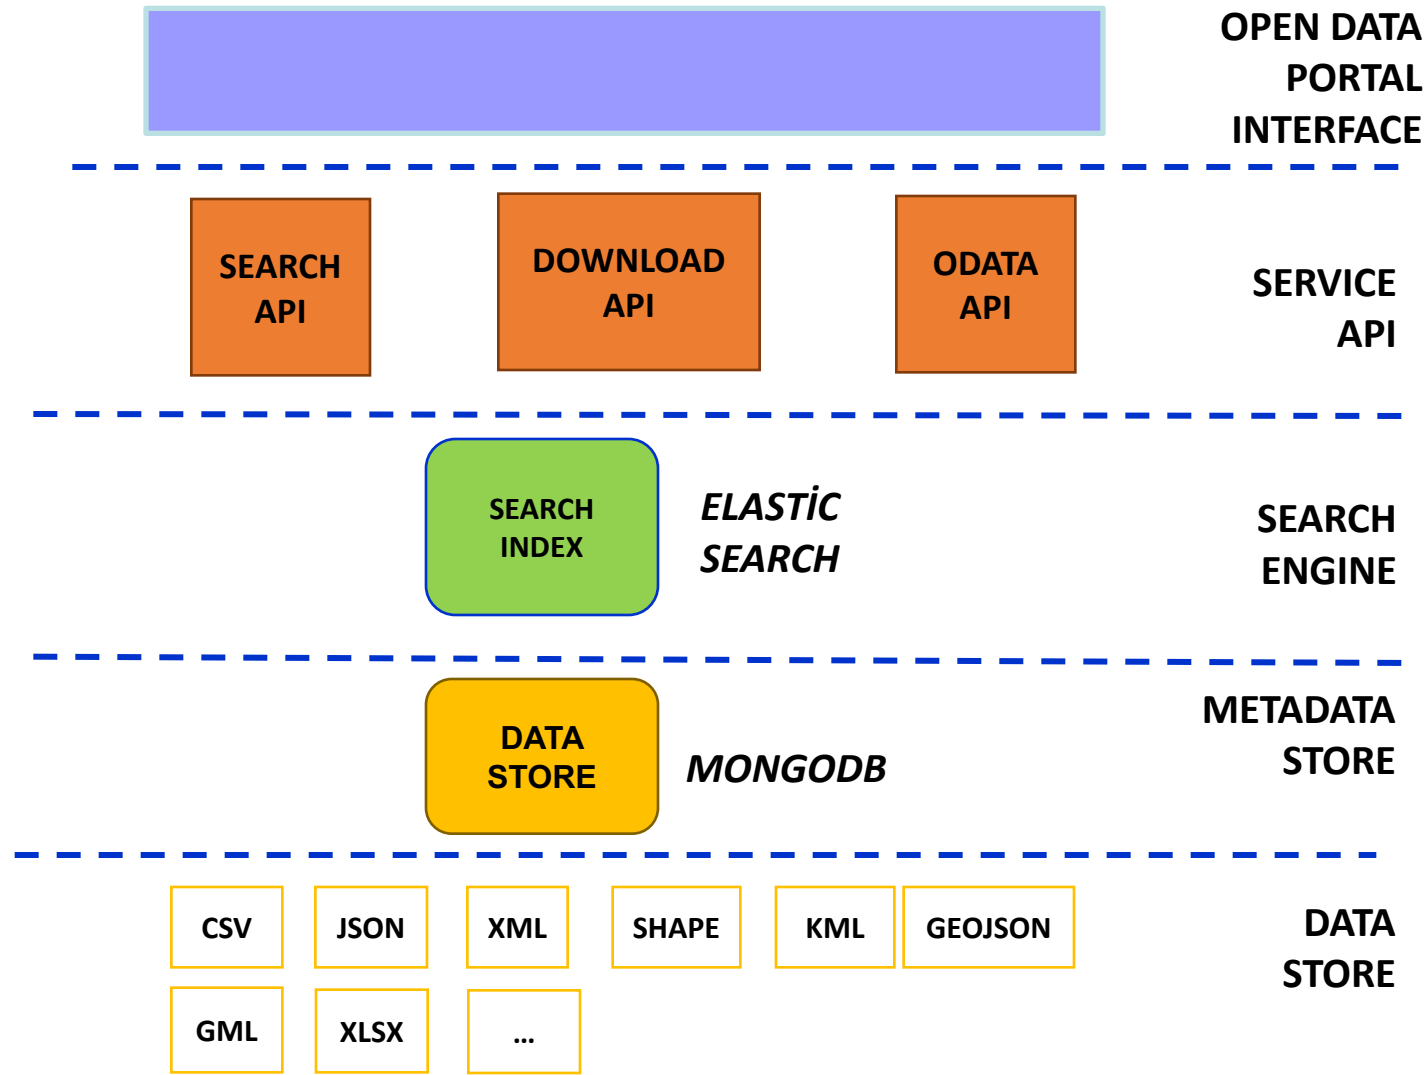 OPEN DATA
PORTAL
INTERFACE
SEARCH
API
DOWNLOAD
API
ODATA
API
SERVICE
API
SEARCH
INDEX
ELASTİC
SEARCH
SEARCH
ENGINE
DATA
STORE
MONGODB
METADATA
STORE
CSV
JSON
XML
SHAPE
KML
GEOJSON
DATA
STORE
GML
XLSX
...